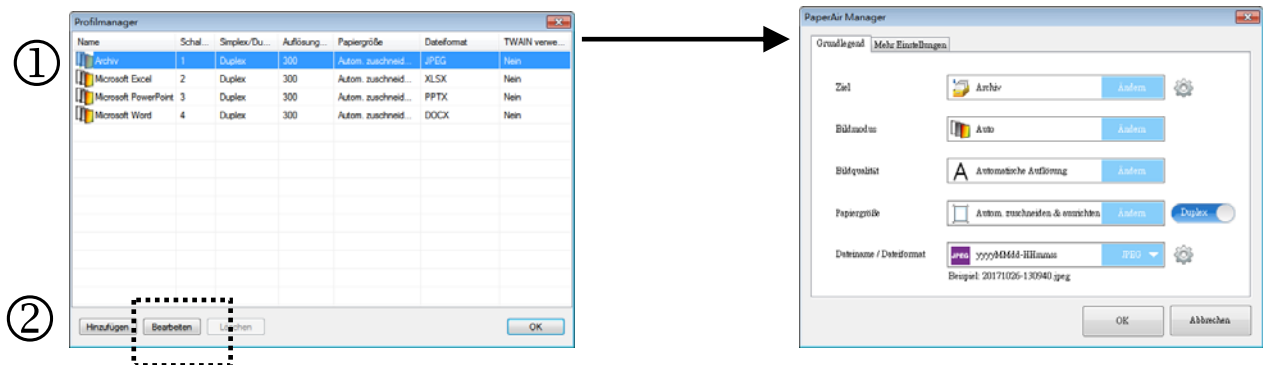 ①
Profilmanager
Name Schal... Simplex/Du... Auflösung... Papiergröße Dateiformat TWAIN verwe...
Archiv 1 Duplex 300 Autom. zuschneid... JPEG Nein
Microsoft Excel 2 Duplex 300 Autom. zuschneid... XLSX Nein
Microsoft PowerPoint 3 Duplex 300 Autom. zuschneid... PPTX Nein
Microsoft Word 4 Duplex 300 Autom. zuschneid... DOCX Nein
②
Hinzufügen Bearbeiten Löschen OK
PaperAir Manager
Grundlegend Mehr Einstellungen
Ziel Archiv Ändern
Bildmodus Auto Ändern
Bildqualität A Automatische Auflösung Ändern
Papiergröße Autom. zuschneiden & ausrichten Ändern Duplex
Dateiname / Dateiformat JPEG yyyyMMdd-HHmmss JPEG
Beispiel: 20171026-130940.jpeg
OK Abbrechen